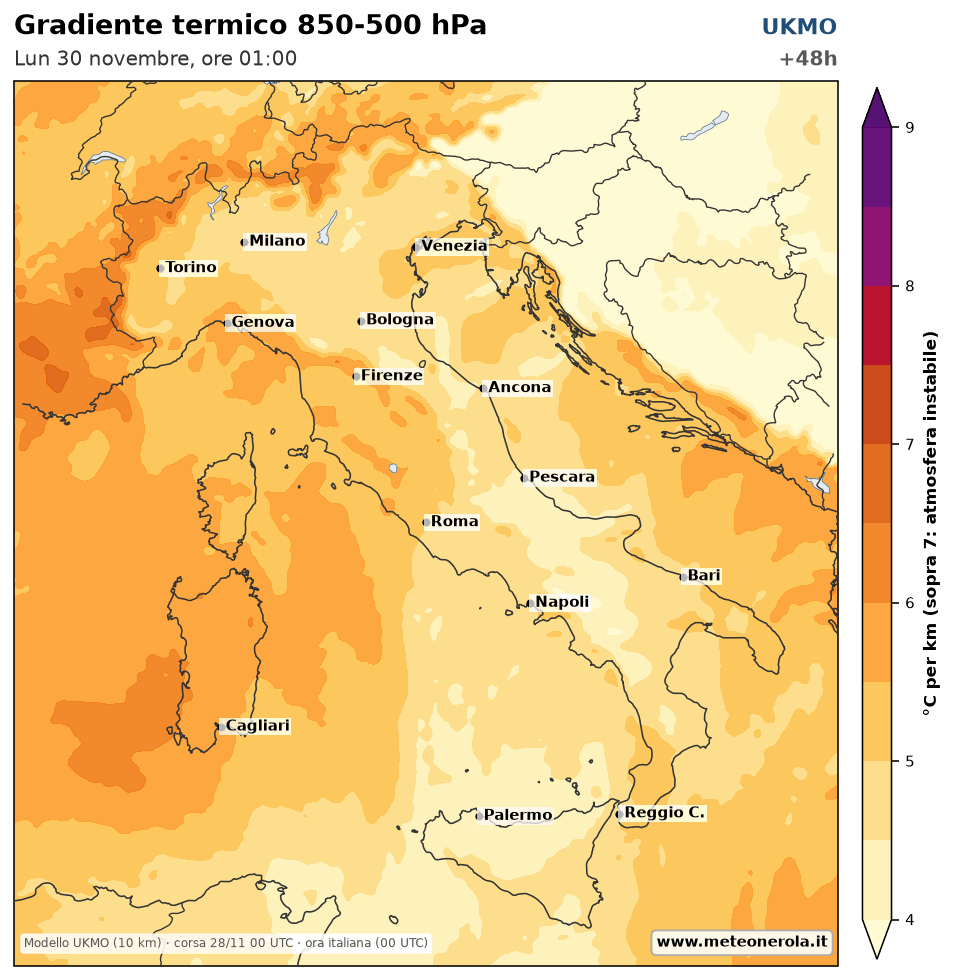 Gradiente termico 850-500 hPa
UKMO
Lun 30 novembre, ore 01:00
+48h
9
8
7
6
5
4
°C per km (sopra 7: atmosfera instabile)
Milano
Venezia
Torino
Genova
Bologna
Firenze
Ancona
Pescara
Roma
Bari
Napoli
Cagliari
Palermo
Reggio C.
Modello UKMO (10 km) · corsa 28/11 00 UTC · ora italiana (00 UTC)
www.meteonerola.it